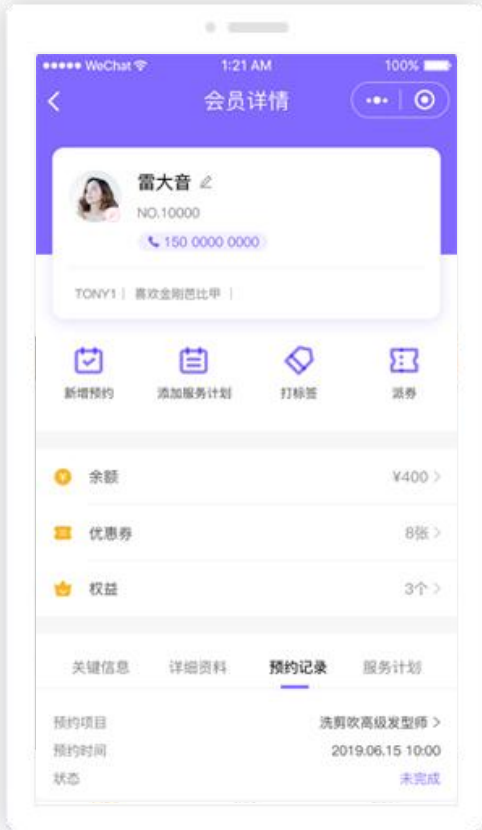 WeChat 1:21 AM 100%
会员详情
雷大音
NO.10000
150 0000 0000
TONY1 | 喜欢金刚芭比甲 |
新增预约 添加服务计划 打标签 派券
余额 ¥400 >
优惠券 8张 >
权益 3个 >
关键信息 详细资料 预约记录 服务计划
预约项目 洗剪吹高级发型师 >
预约时间 2019.06.15 10:00
状态 未完成